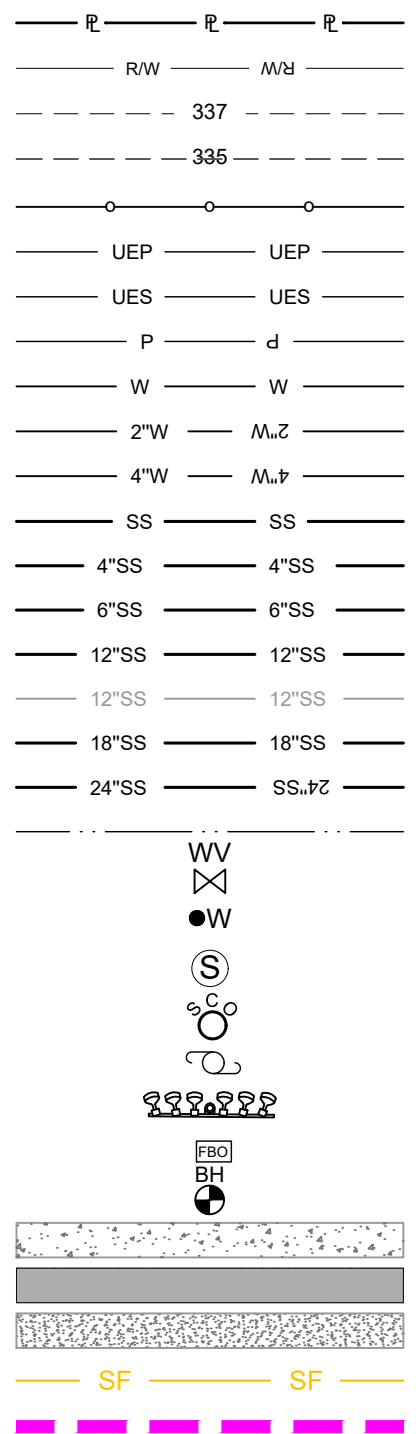 ℄ ℄ ℄
R/W R/W
337
335
o o o
UEP UEP
UES UES
P P
W W
2"W 2"W
4"W 4"W
SS SS
4"SS 4"SS
6"SS 6"SS
12"SS 12"SS
12"SS 12"SS
18"SS 18"SS
24"SS 24"SS
WV
W
S
SCO
FBO
BH
SF SF